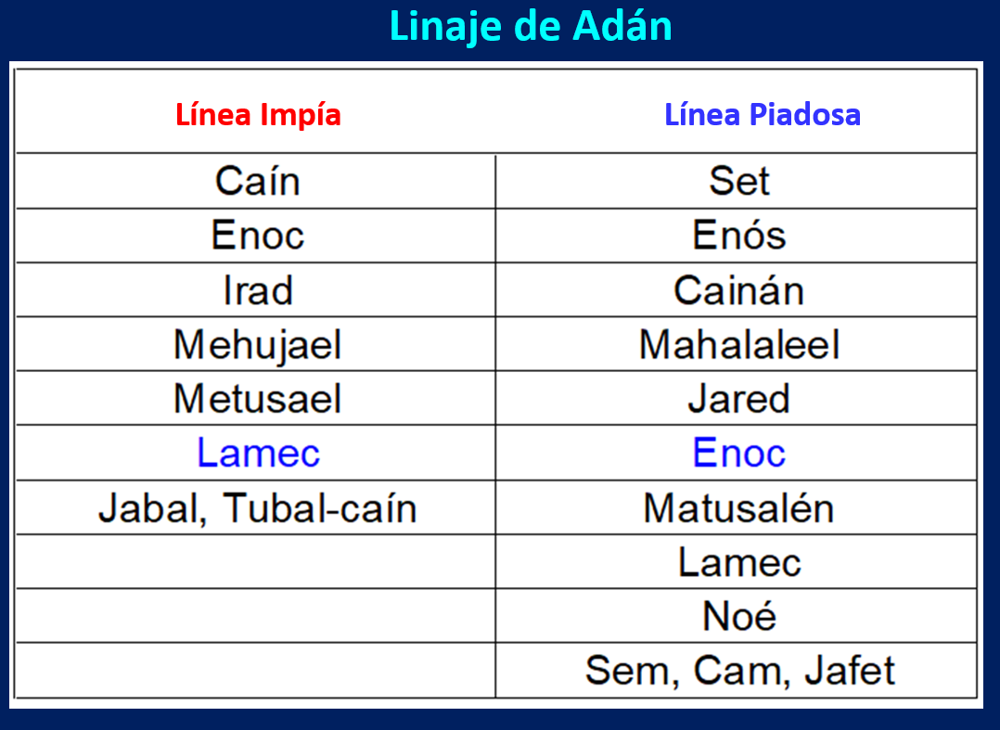 Linaje de Adán
Línea Impía Línea Piadosa
Caín Set
Enoc Enós
Irad Cainán
Mehujael Mahalaleel
Metusael Jared
Lamec Enoc
Jabal, Tubal-caín Matusalén
Lamec
Noé
Sem, Cam, Jafet